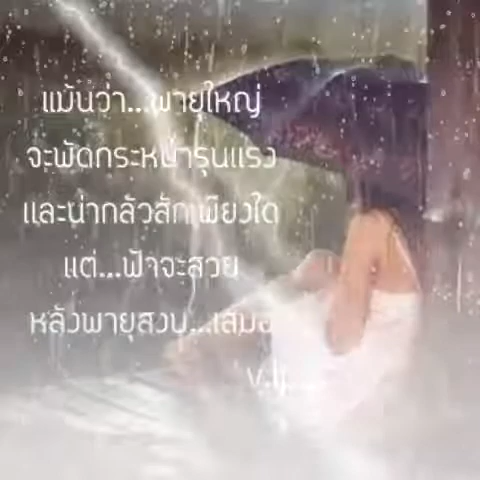 แม้นว่า...พายุใหญ่
จะพัดกระหน่ำรุนแรง
และน่ากลัวสักเพียงใด
แต่...ฟ้าจะสวย
หลังพายุสงบ...เสมอ